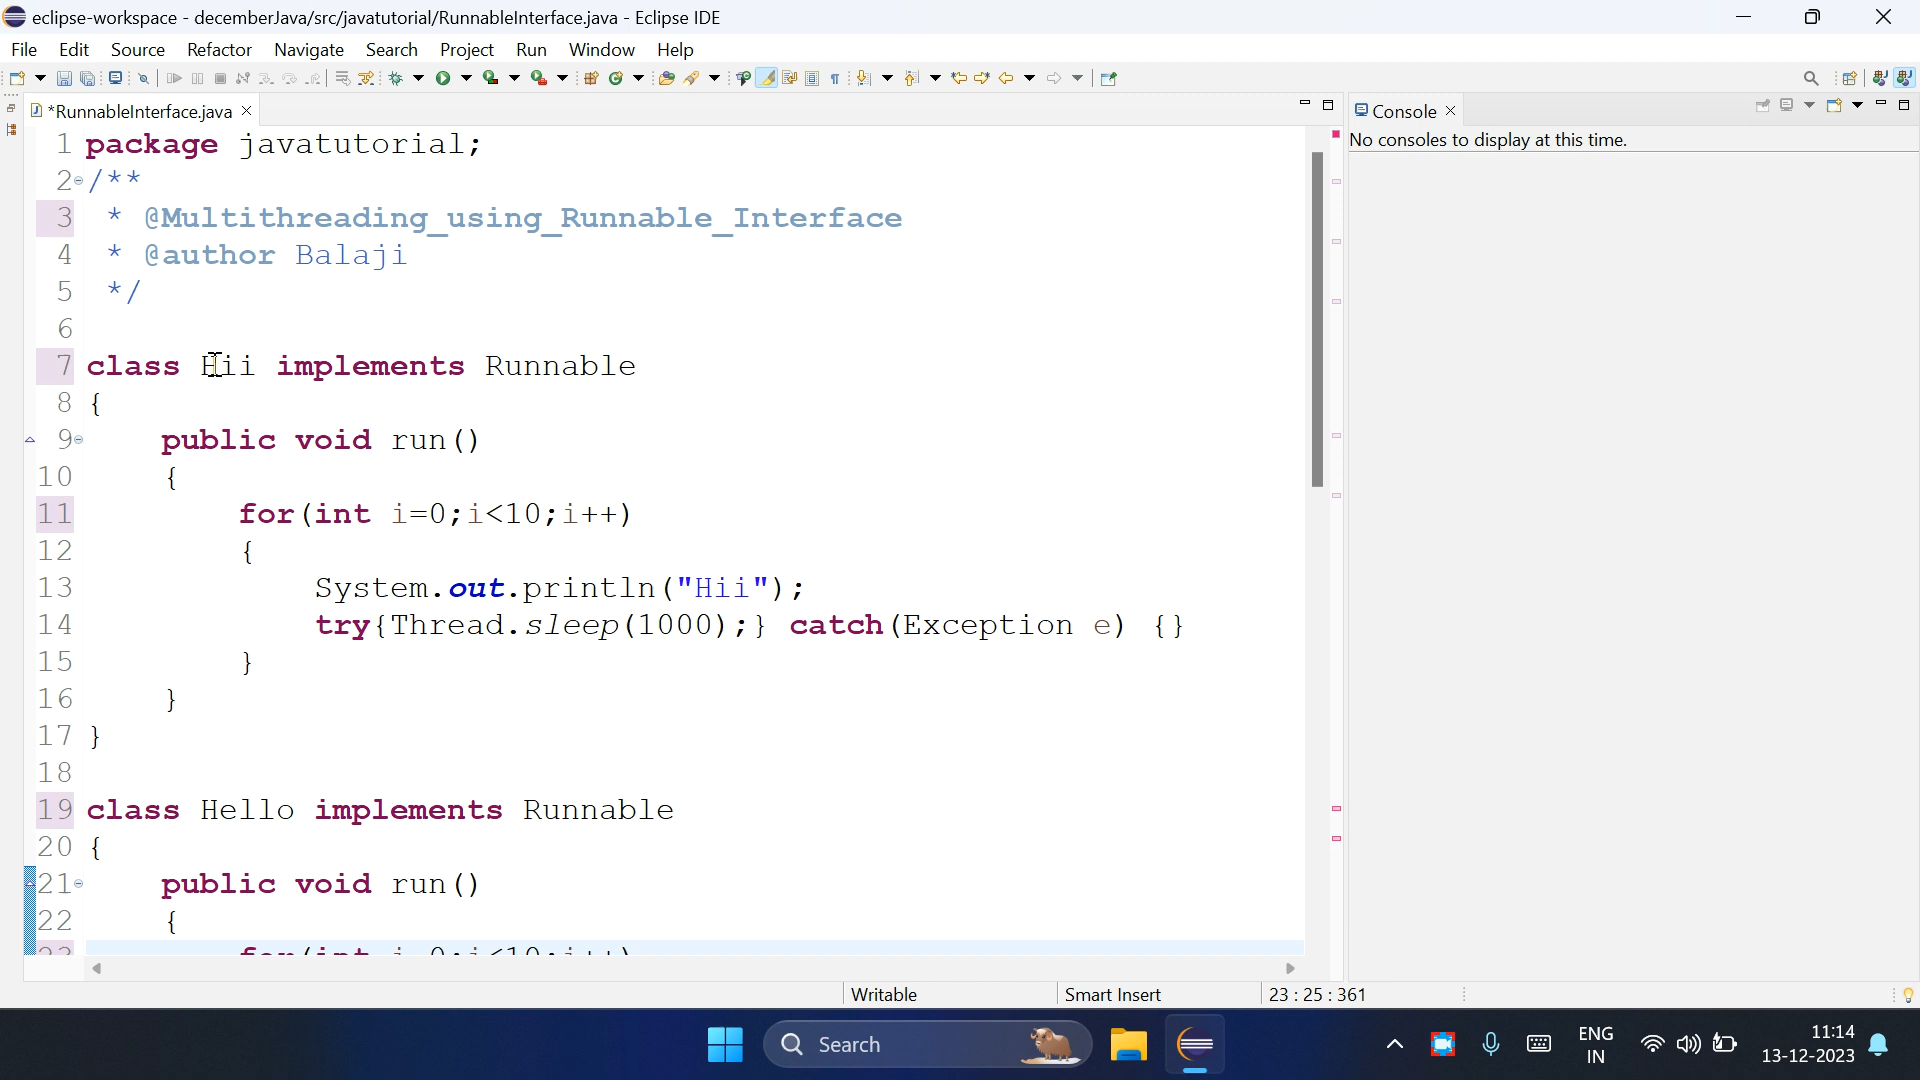 eclipse-workspace - decemberJava/src/javatutorial/RunnableInterface.java - Eclipse IDE
File Edit Source Refactor Navigate Search Project Run Window Help
*RunnableInterface.java
Console
No consoles to display at this time.
1 package javatutorial;
2 /**
3 * @Multithreading_using_Runnable_Interface
4 * @author Balaji
5 */
6
7 class Hii implements Runnable
8 {
9 public void run()
10 {
11 for(int i=0;i<10;i++)
12 {
13 System.out.println("Hii");
14 try{Thread.sleep(1000);} catch(Exception e) {}
15 }
16 }
17 }
18
19 class Hello implements Runnable
20 {
21 public void run()
22 {
23 for(int i=0;i<10;i++)
Writable Smart Insert 23 : 25 : 361
Search
ENG
IN
11:14
13-12-2023